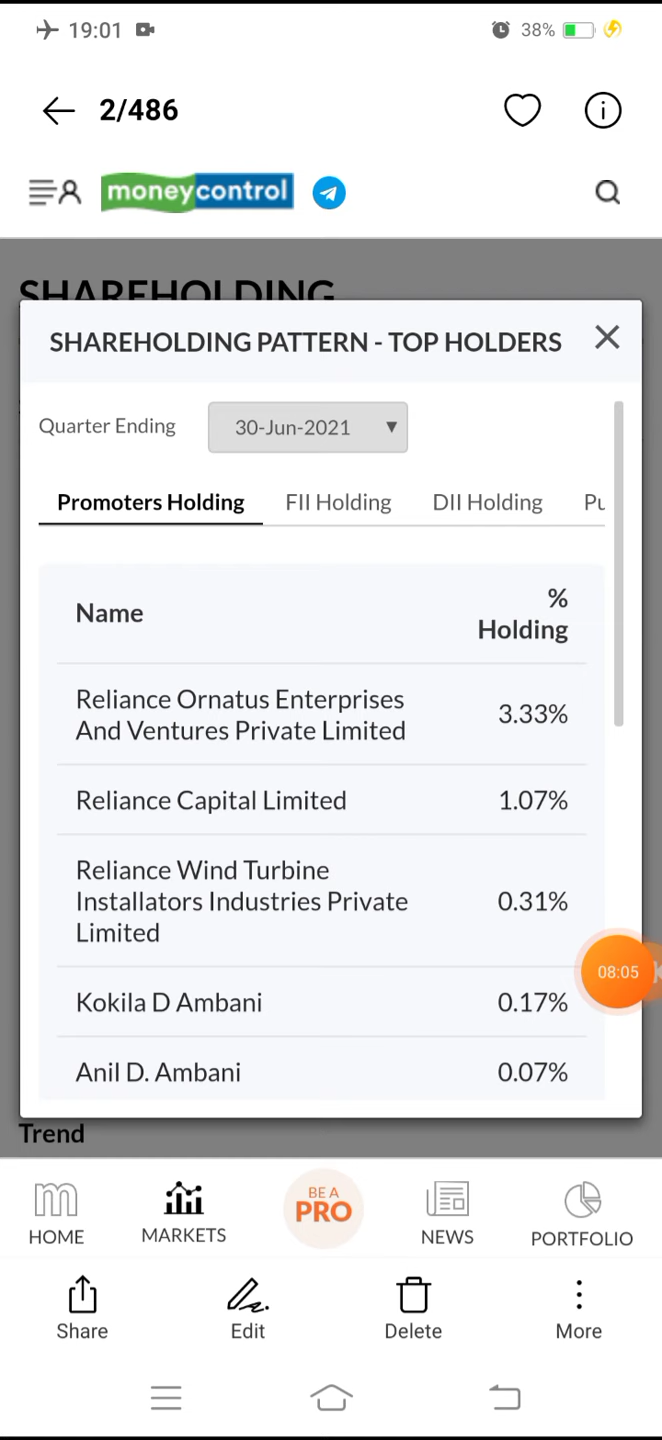 19:01
38%
2/486
moneycontrol
SHAREHOLDING
SHAREHOLDING PATTERN - TOP HOLDERS
Quarter Ending 30-Jun-2021
Promoters Holding FII Holding DII Holding Pu
Name % Holding
Reliance Ornatus Enterprises
And Ventures Private Limited 3.33%
Reliance Capital Limited 1.07%
Reliance Wind Turbine
Installators Industries Private
Limited 0.31%
08:05
Kokila D Ambani 0.17%
Anil D. Ambani 0.07%
Trend
HOME MARKETS BE A PRO NEWS PORTFOLIO
Share Edit Delete More